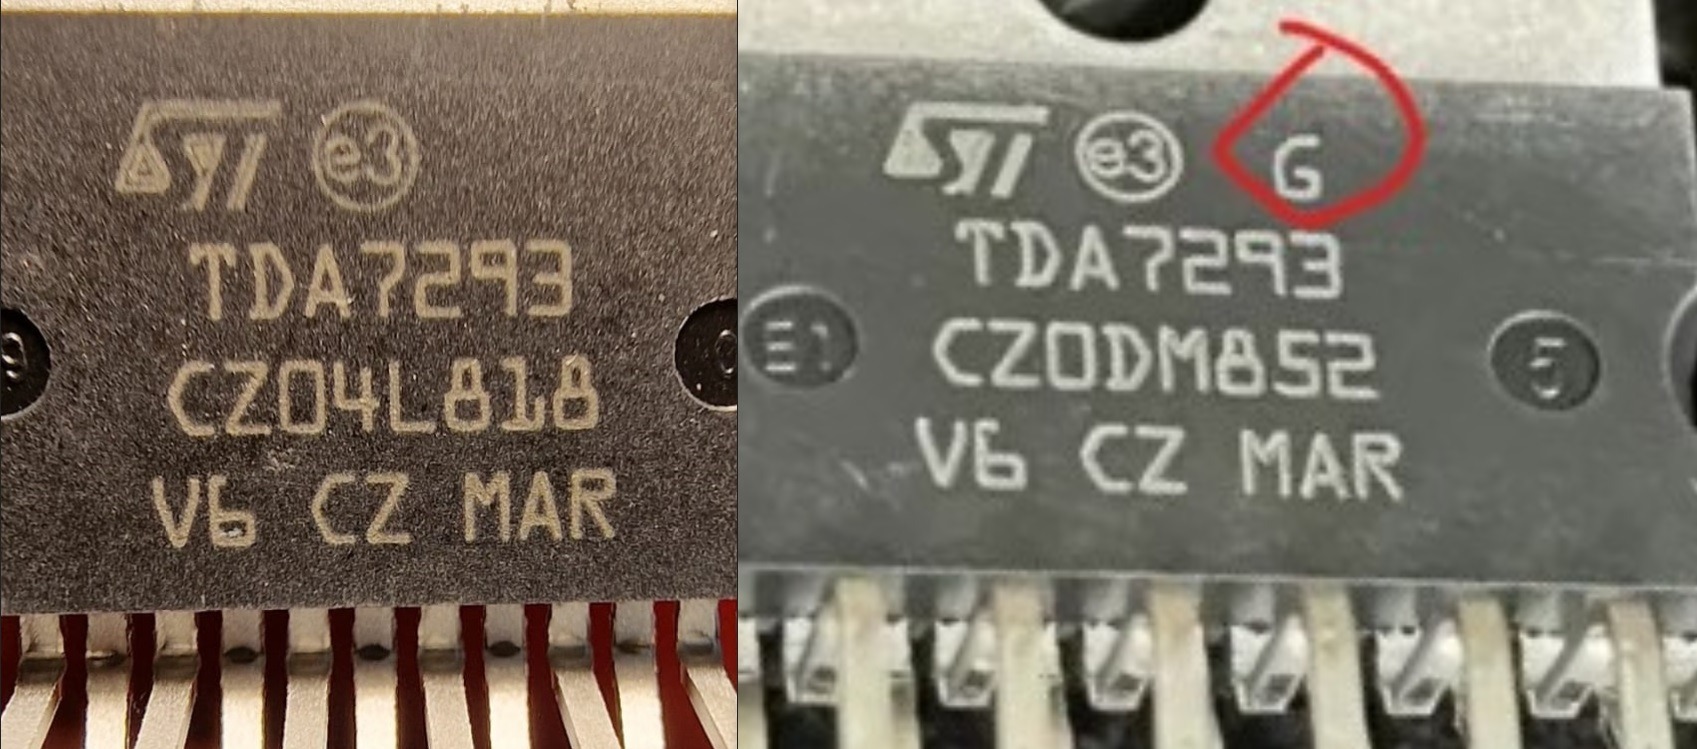 ST e3
TDA7293
CZ04L818
V6 CZ MAR
ST e3 G
TDA7293
E1
5
CZ0DM852
V6 CZ MAR